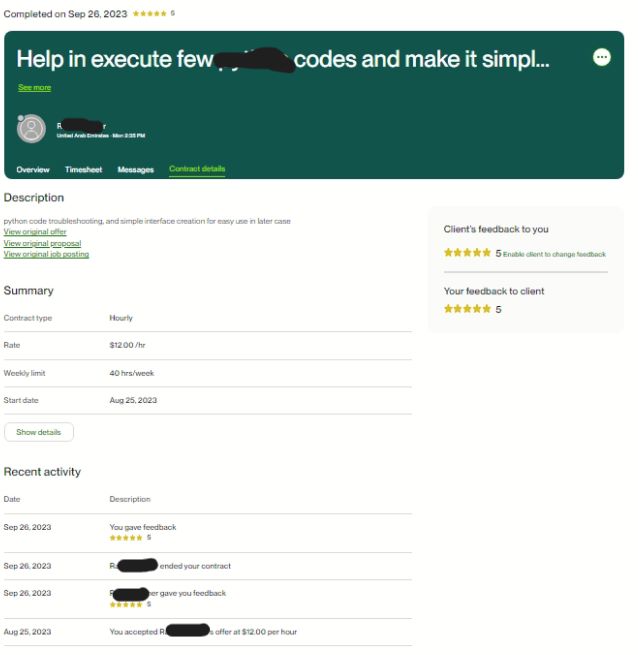 Completed on Sep 26, 2023 ★★★★★ 5
Help in execute few codes and make it simpl...
See more
United Arab Emirates - Mon 2:35 PM
Overview Timesheet Messages Contract details
Description
python code troubleshooting, and simple interface creation for easy use in later case
View original offer
View original proposal
View original job posting
Client's feedback to you
★★★★★ 5 Enable client to change feedback
Your feedback to client
★★★★★ 5
Summary
Contract type Hourly
Rate $12.00 /hr
Weekly limit 40 hrs/week
Start date Aug 25, 2023
Show details
Recent activity
Date Description
Sep 26, 2023 You gave feedback
★★★★★ 5
Sep 26, 2023 ended your contract
Sep 26, 2023 gave you feedback
★★★★★ 5
Aug 25, 2023 You accepted offer at $12.00 per hour